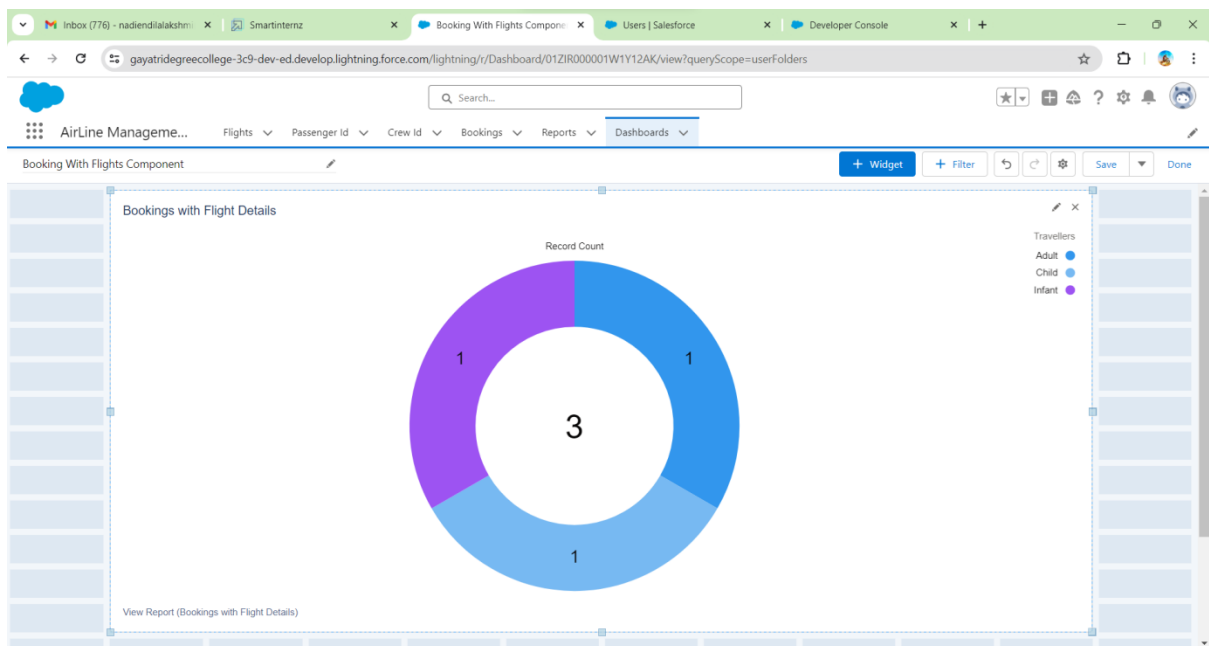 Inbox (776) - nadiendilalakshmi Smartinternz Booking With Flights Componen Users | Salesforce Developer Console
gayatridegreecollege-3c9-dev-ed.develop.lightning.force.com/lightning/r/Dashboard/01ZIR000001W1Y12AK/view?queryScope=userFolders
Search...
AirLine Manageme... Flights Passenger Id Crew Id Bookings Reports Dashboards
Booking With Flights Component + Widget + Filter Save Done
Bookings with Flight Details
Travellers
Record Count
Adult
Child
Infant
1 1
3
1
View Report (Bookings with Flight Details)